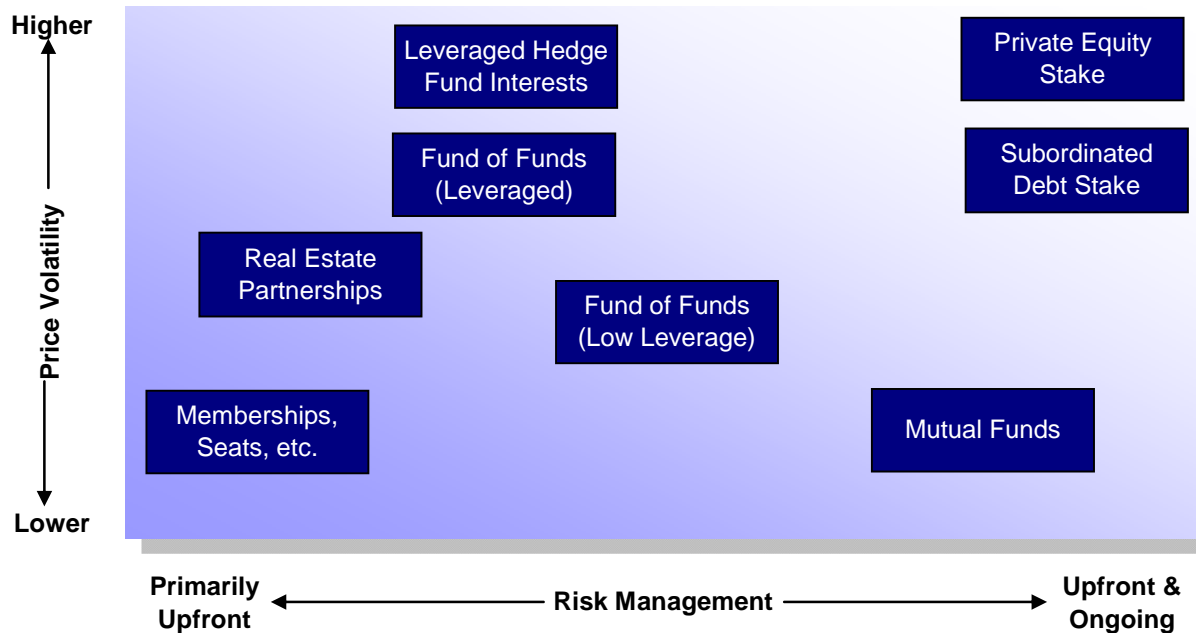 Higher
Leveraged Hedge
Fund Interests
Private Equity
Stake
Fund of Funds
(Leveraged)
Subordinated
Debt Stake
Price Volatility
Real Estate
Partnerships
Fund of Funds
(Low Leverage)
Memberships,
Seats, etc.
Mutual Funds
Lower
Primarily
Upfront
Risk Management
Upfront &
Ongoing